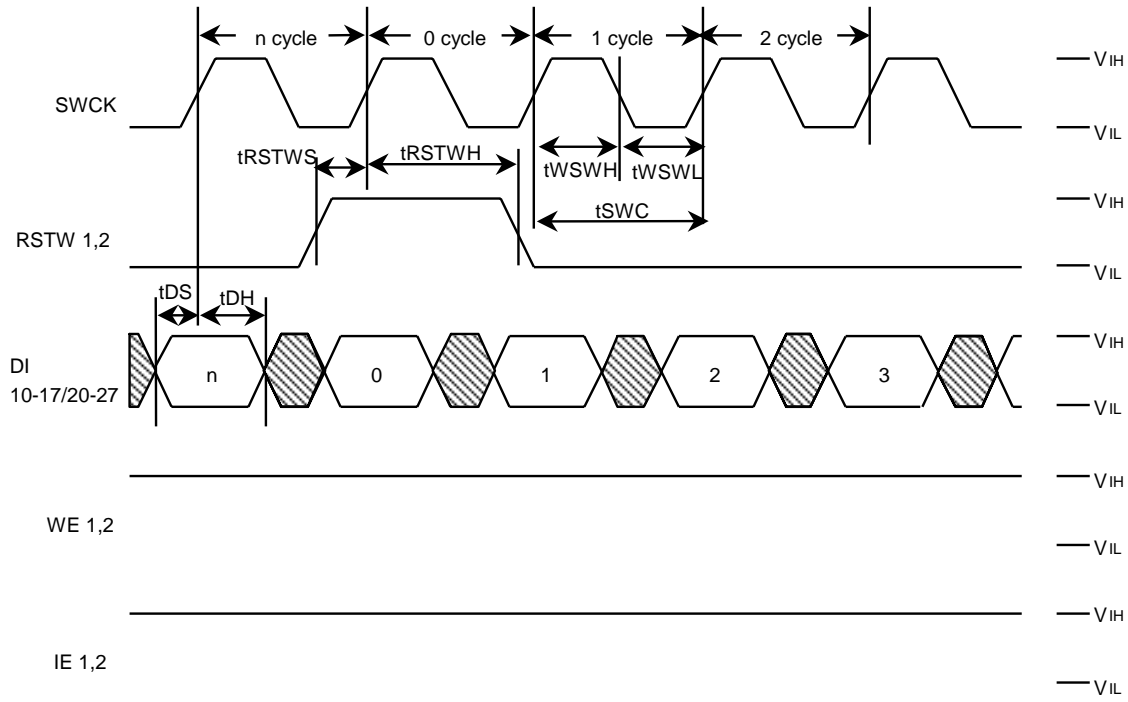 n cycle 0 cycle 1 cycle 2 cycle
VIH
SWCK
VIL
tRSTWS tRSTWH tWSWH tWSWL
VIH
tSWC
RSTW 1,2
VIL
tDS tDH
VIH
DI
10-17/20-27
n 0 1 2 3
VIL
VIH
WE 1,2
VIL
VIH
IE 1,2
VIL